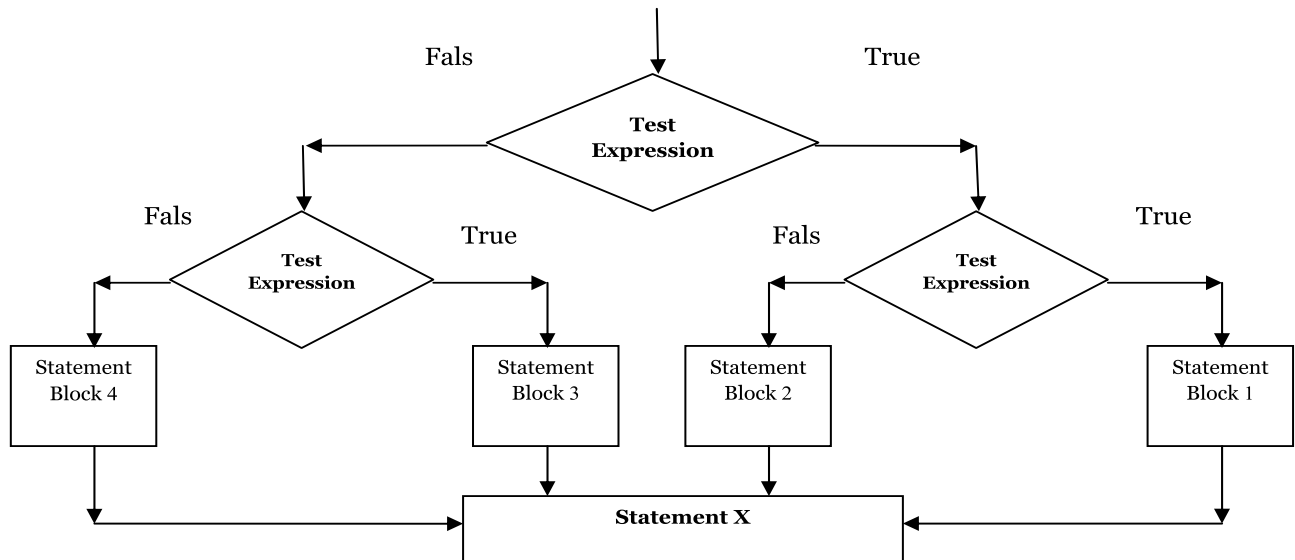 Fals
True
Test
Expression
Fals
True
Fals
True
Test
Expression
Test
Expression
Statement
Block 4
Statement
Block 3
Statement
Block 2
Statement
Block 1
Statement X